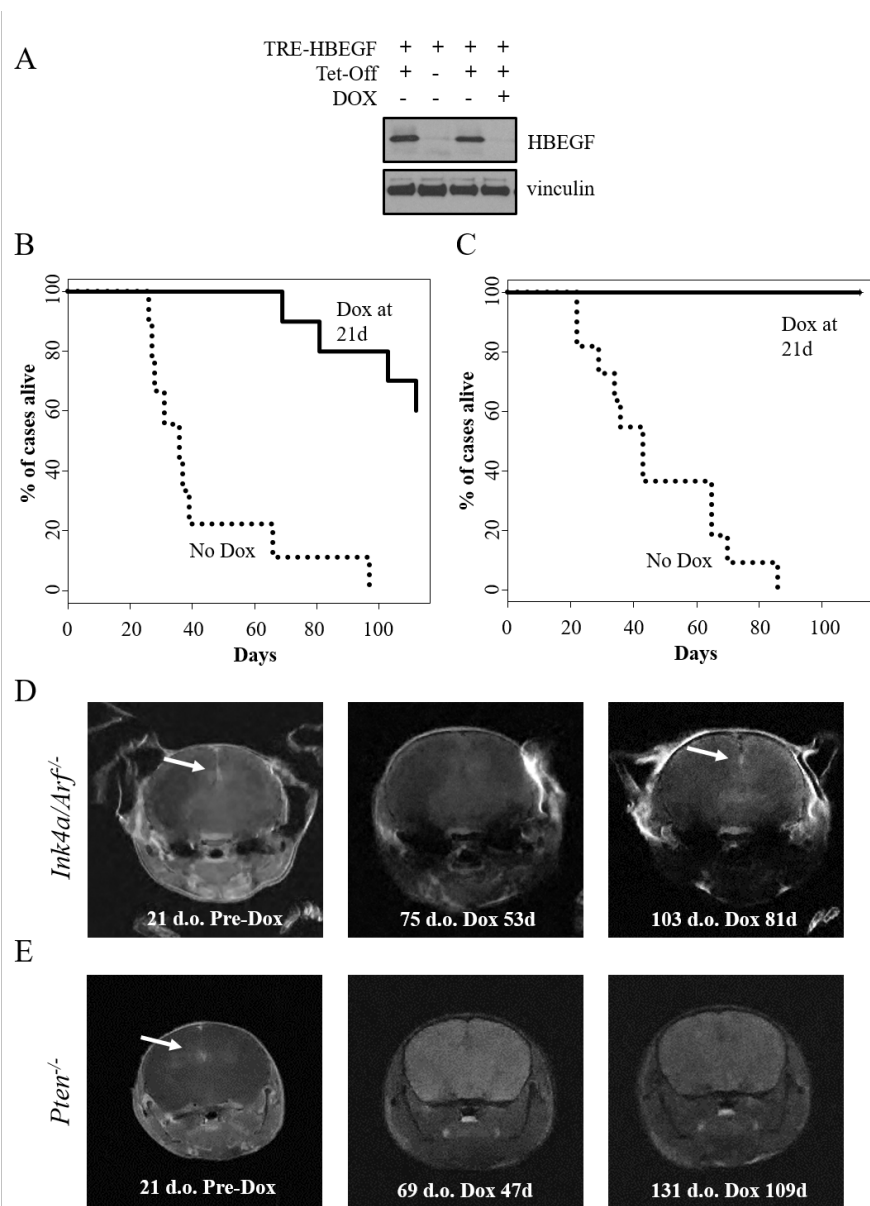 A
TRE-HBEGF + + + +
Tet-Off + - + +
DOX - - - +
HBEGF
vinculin
B
% of cases alive
100
80
60
40
20
0
Dox at
21d
No Dox
0 20 40 60 80 100
Days
C
% of cases alive
100
80
60
40
20
0
Dox at
21d
No Dox
0 20 40 60 80 100
Days
D
Ink4a/Arf-/-
21 d.o. Pre-Dox
75 d.o. Dox 53d
103 d.o. Dox 81d
E
Pten-/-
21 d.o. Pre-Dox
69 d.o. Dox 47d
131 d.o. Dox 109d